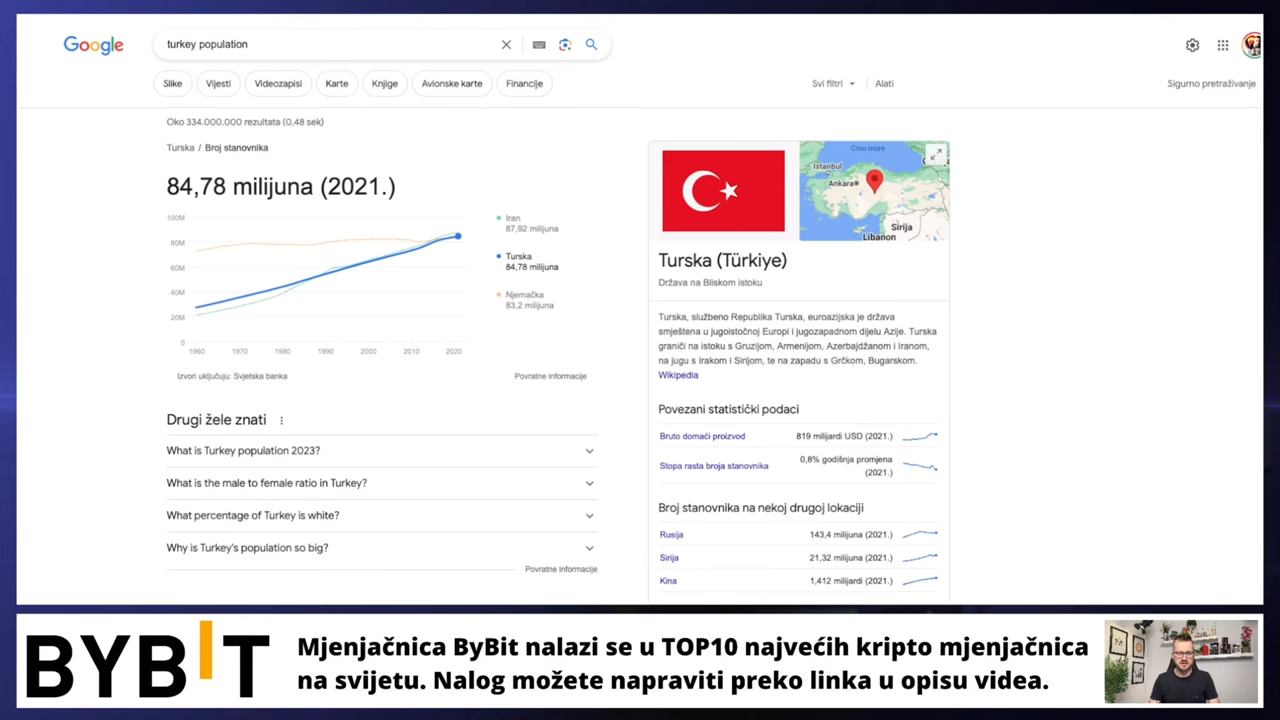 Google
turkey population
Slike
Vijesti
Videozapisi
Karte
Knjige
Avionske karte
Financije
Svi filtri
Alati
Sigurno pretraživanje
Oko 334.000.000 rezultata (0,48 sek)
Turska / Broj stanovnika
84,78 milijuna (2021.)
100M
80M
60M
40M
20M
0
1960 1970 1980 1990 2000 2010 2020
Iran
87,92 milijuna
Turska
84,78 milijuna
Njemačka
83,2 milijuna
Izvori uključuju: Svjetska banka
Povratne informacije
Drugi žele znati
What is Turkey population 2023?
What is the male to female ratio in Turkey?
What percentage of Turkey is white?
Why is Turkey's population so big?
Povratne informacije
Crno more
Istanbul
Ankara
Sirija
Libanon
Turska (Türkiye)
Država na Bliskom istoku
Turska, službeno Republika Turska, euroazijska je država
smještena u jugoistočnoj Europi i jugozapadnom dijelu Azije. Turska
graniči na istoku s Gruzijom, Armenijom, Azerbajdžanom i Iranom,
na jugu s Irakom i Sirijom, te na zapadu s Grčkom, Bugarskom.
Wikipedia
Povezani statistički podaci
Bruto domaći proizvod 819 milijardi USD (2021.)
Stopa rasta broja stanovnika 0,8% godišnja promjena
(2021.)
Broj stanovnika na nekoj drugoj lokaciji
Rusija 143,4 milijuna (2021.)
Sirija 21,32 milijuna (2021.)
Kina 1,412 milijardi (2021.)
BYBIT
Mjenjačnica ByBit nalazi se u TOP10 najvećih kripto mjenjačnica
na svijetu. Nalog možete napraviti preko linka u opisu videa.